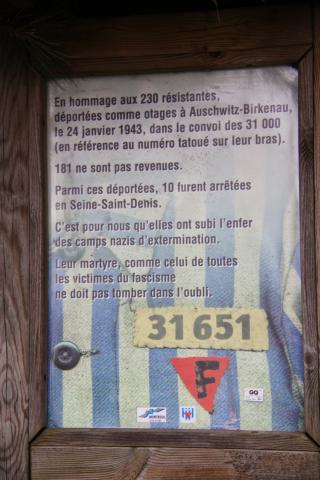 En hommage aux 230 résistantes,
déportées comme otages à Auschwitz-Birkenau,
le 24 janvier 1943, dans le convoi des 31 000
(en référence au numéro tatoué sur leur bras).
181 ne sont pas revenues.
Parmi ces déportées, 10 furent arrêtées
en Seine-Saint-Denis.
C'est pour nous qu'elles ont subi l'enfer
des camps nazis d'extermination.
Leur martyre, comme celui de toutes
les victimes du fascisme
ne doit pas tomber dans l'oubli.
31 651
F